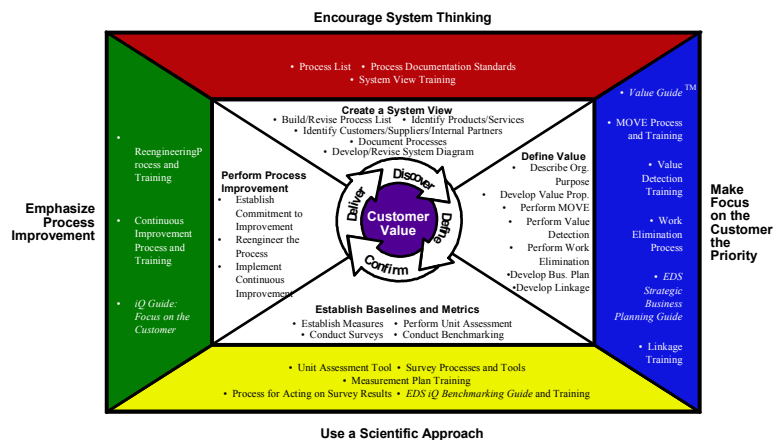 Encourage System Thinking
• Process List • Process Documentation Standards
• System View Training
Create a System View
• Build/Revise Process List • Identify Products/Services
• Identify Customers/Suppliers/Internal Partners
• Document Processes
• Develop/Revise System Diagram
Emphasize
Process
Improvement
•
ReengineeringP
rocess and
Training
• Continuous
Improvement
Process and
Training
• iQ Guide:
Focus on the
Customer
Perform Process
Improvement
• Establish
Commitment to
Improvement
• Reengineer the
Process
• Implement
Continuous
Improvement
Discover
Define
Confirm
Deliver
Customer
Value
Define Value
• Describe Org.
Purpose
• Develop Value Prop.
• Perform MOVE
• Perform Value
Detection
• Perform Work
Elimination
•Develop Bus. Plan
•Develop Linkage
• Value Guide™
• MOVE Process
and Training
• Value
Detection
Training
• Work
Elimination
Process
• EDS
Strategic
Business
Planning Guide
• Linkage
Training
Make
Focus
on the
Customer
the
Priority
Establish Baselines and Metrics
• Establish Measures • Perform Unit Assessment
• Conduct Surveys • Conduct Benchmarking
• Unit Assessment Tool • Survey Processes and Tools
• Measurement Plan Training
• Process for Acting on Survey Results • EDS iQ Benchmarking Guide and Training
Use a Scientific Approach